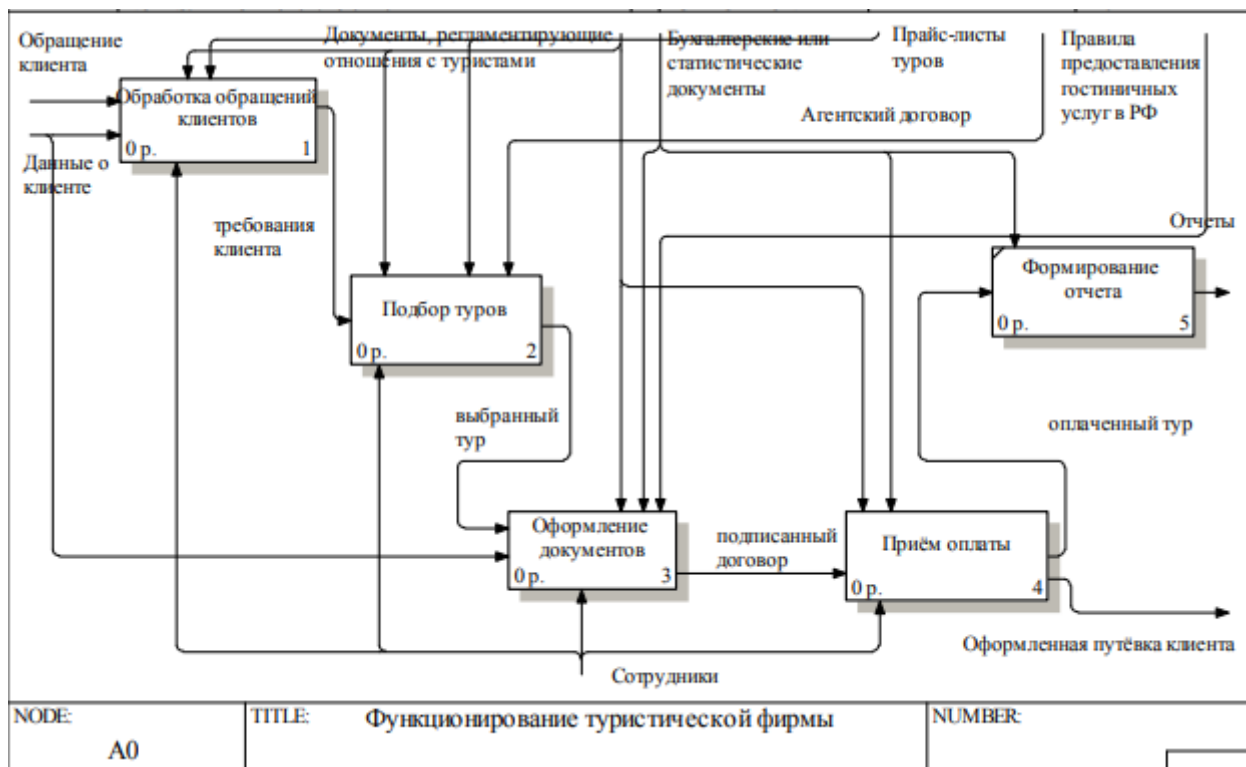 Обращение
клиента
Документы, регламентирующие
отношения с туристами
Бухгалтерские или
статистические
документы
Прайс-листы
туров
Правила
предоставления
гостиничных
услуг в РФ
Обработка обращений
клиентов
0 р.
1
Агентский договор
Данные о
клиенте
требования
клиента
Отчеты
Формирование
отчета
0 р.
5
Подбор туров
0 р.
2
выбранный
тур
оплаченный тур
Оформление
документов
0 р.
3
подписанный
договор
Приём оплаты
0 р.
4
Оформленная путёвка клиента
Сотрудники
NODE:
A0
TITLE:
Функционирование туристической фирмы
NUMBER: